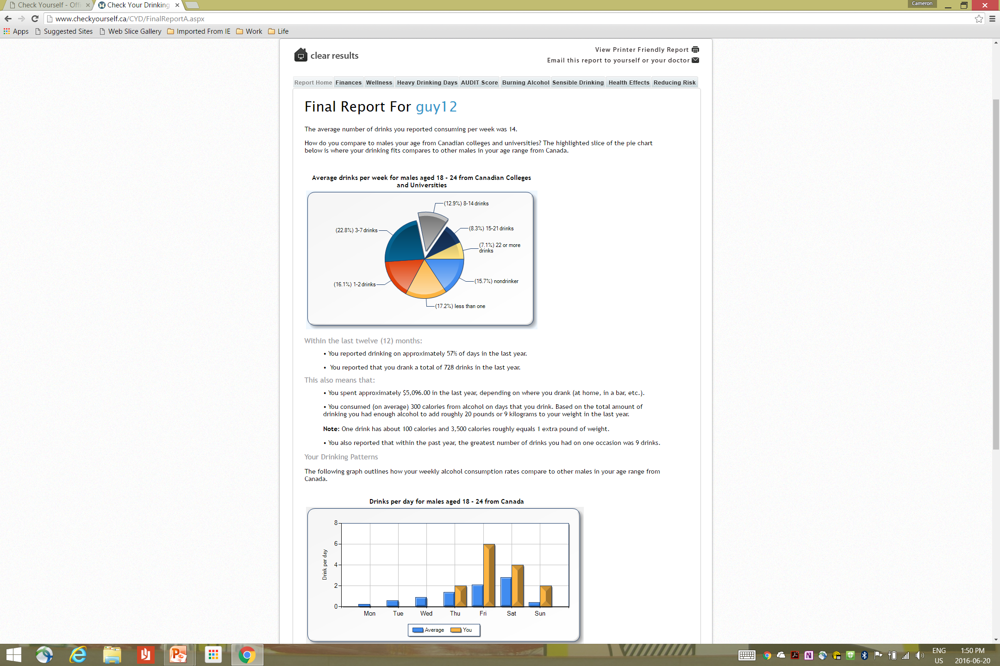 Check Yourself - Offi
Check Your Drinking
Cameron
www.checkyourself.ca/CYD/FinalReportA.aspx
Apps Suggested Sites Web Slice Gallery Imported From IE Work Life
clear results
View Printer Friendly Report
Email this report to yourself or your doctor
Report Home Finances Wellness Heavy Drinking Days AUDIT Score Burning Alcohol Sensible Drinking Health Effects Reducing Risk
Final Report For guy12
The average number of drinks you reported consuming per week was 14.
How do you compare to males your age from Canadian colleges and universities? The highlighted slice of the pie chart
below is where your drinking fits compares to other males in your age range from Canada.
Average drinks per week for males aged 18 - 24 from Canadian Colleges
and Universities
(12.9%) 8-14 drinks
(22.8%) 3-7 drinks
(8.3%) 15-21 drinks
(7.1%) 22 or more
drinks
(15.7%) nondrinker
(16.1%) 1-2 drinks
(17.2%) less than one
Within the last twelve (12) months:
• You reported drinking on approximately 57% of days in the last year.
• You reported that you drank a total of 728 drinks in the last year.
This also means that:
• You spent approximately $5,096.00 in the last year, depending on where you drank (at home, in a bar, etc.).
• You consumed (on average) 300 calories from alcohol on days that you drink. Based on the total amount of
drinking you had enough alcohol to add roughly 20 pounds or 9 kilograms to your weight in the last year.
Note: One drink has about 100 calories and 3,500 calories roughly equals 1 extra pound of weight.
• You also reported that within the past year, the greatest number of drinks you had on one occasion was 9 drinks.
Your Drinking Patterns
The following graph outlines how your weekly alcohol consumption rates compare to other males in your age range from
Canada.
Drinks per day for males aged 18 - 24 from Canada
Drink per day
8
6
4
2
0
Mon Tue Wed Thu Fri Sat Sun
Average You
ENG
US
1:50 PM
2016-06-20